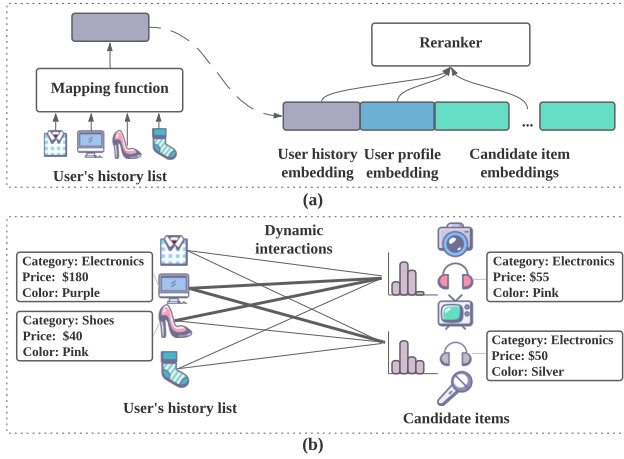 Reranker
Mapping function
...
User's history list
User history
embedding
User profile
embedding
Candidate item
embeddings
(a)
Dynamic
interactions
Category: Electronics
Price: $180
Color: Purple
Category: Shoes
Price: $40
Color: Pink
Category: Electronics
Price: $55
Color: Pink
Category: Electronics
Price: $50
Color: Silver
User's history list
Candidate items
(b)